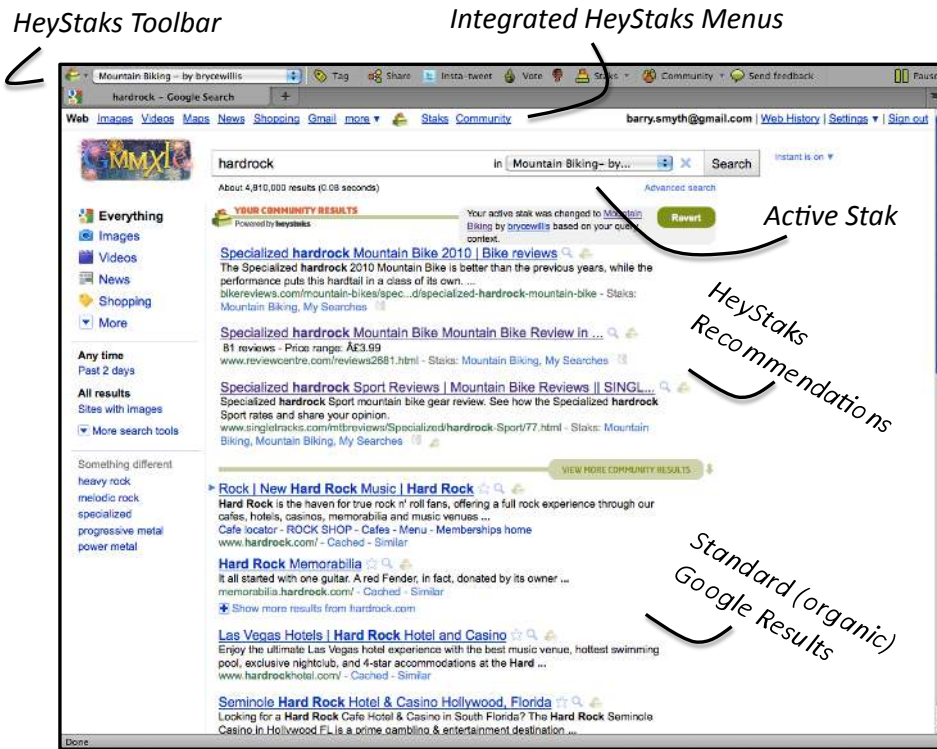 HeyStaks Toolbar
Integrated HeyStaks Menus
Mountain Biking – by brycewillis
Tag
Share
Insta-tweet
Vote
Staks
Community
Send feedback
Pause
hardrock – Google Search
+
Web Images Videos Maps News Shopping Gmail more ▼ Staks Community
barry.smyth@gmail.com | Web History | Settings ▼ | Sign out
hardrock
in Mountain Biking– by...
Search
Instant is on ▼
About 4,810,000 results (0.08 seconds)
Advanced search
Active Stak
YOUR COMMUNITY RESULTS
Powered by heystaks
Your active stak was changed to Mountain
Biking by brycewillis based on your query
context.
Revert
Everything
Images
Videos
News
Shopping
More
Any time
Past 2 days
All results
Sites with images
More search tools
Something different
heavy rock
melodic rock
specialized
progressive metal
power metal
Specialized hardrock Mountain Bike 2010 | Bike reviews
The Specialized hardrock 2010 Mountain Bike is better than the previous years, while the
performance puts this hardtail in a class of its own. ...
bikereviews.com/mountain-bikes/spec...d/specialized-hardrock-mountain-bike - Staks:
Mountain Biking, My Searches
Specialized hardrock Mountain Bike Mountain Bike Review in ...
81 reviews - Price range: Â£3.99
www.reviewcentre.com/reviews2681.html - Staks: Mountain Biking, My Searches
Specialized hardrock Sport Reviews | Mountain Bike Reviews || SINGL...
Specialized hardrock Sport mountain bike gear review. See how the Specialized hardrock
Sport rates and share your opinion.
www.singletracks.com/mtbreviews/Specialized/hardrock-Sport/77.html - Staks: Mountain
Biking, Mountain Biking, My Searches
HeyStaks
Recommendations
VIEW MORE COMMUNITY RESULTS
Rock | New Hard Rock Music | Hard Rock
Hard Rock is the haven for true rock n' roll fans, offering a full rock experience through our
cafes, hotels, casinos, memorabilia and music venues ...
Cafe locator - ROCK SHOP - Cafes - Menu - Memberships home
www.hardrock.com/ - Cached - Similar
Hard Rock Memorabilia
It all started with one guitar. A red Fender, in fact, donated by its owner ...
memorabilia.hardrock.com/ - Cached - Similar
Show more results from hardrock.com
Las Vegas Hotels | Hard Rock Hotel and Casino
Enjoy the ultimate Las Vegas hotel experience with the best music venue, hottest swimming
pool, exclusive nightclub, and 4-star accommodations at the Hard ...
www.hardrockhotel.com/ - Cached - Similar
Seminole Hard Rock Hotel & Casino Hollywood, Florida
Looking for a Hard Rock Cafe Hotel & Casino in South Florida? The Hard Rock Seminole
Casino in Hollywood FL is a prime gambling & entertainment destination ...
Standard (organic)
Google Results
Done